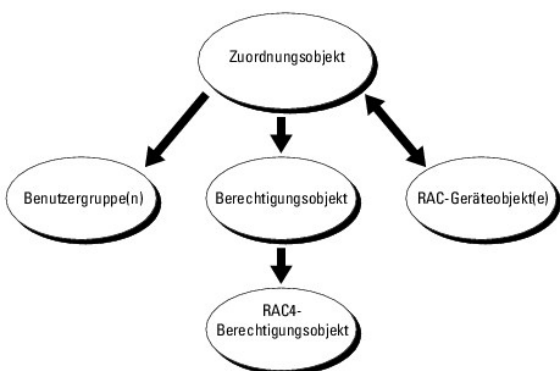 Zuordnungsobjekt
Benutzergruppe(n)
Berechtigungsobjekt
RAC-Geräteobjekt(e)
RAC4-
Berechtigungsobjekt